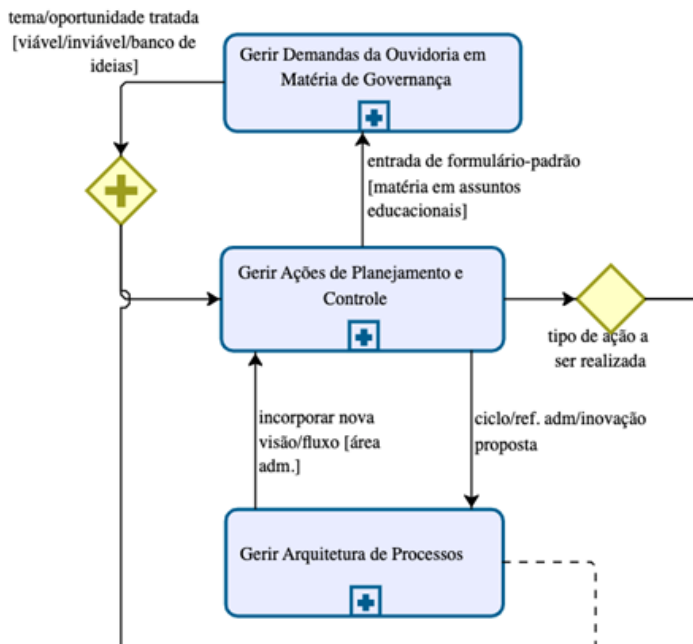 tema/oportunidade tratada
[viável/inviável/banco de
ideias]
Gerir Demandas da Ouvidoria em
Matéria de Governança
entrada de formulário-padrão
[matéria em assuntos
educacionais]
Gerir Ações de Planejamento e
Controle
tipo de ação a
ser realizada
incorporar nova
visão/fluxo [área
adm.]
ciclo/ref. adm/inovação
proposta
Gerir Arquitetura de Processos